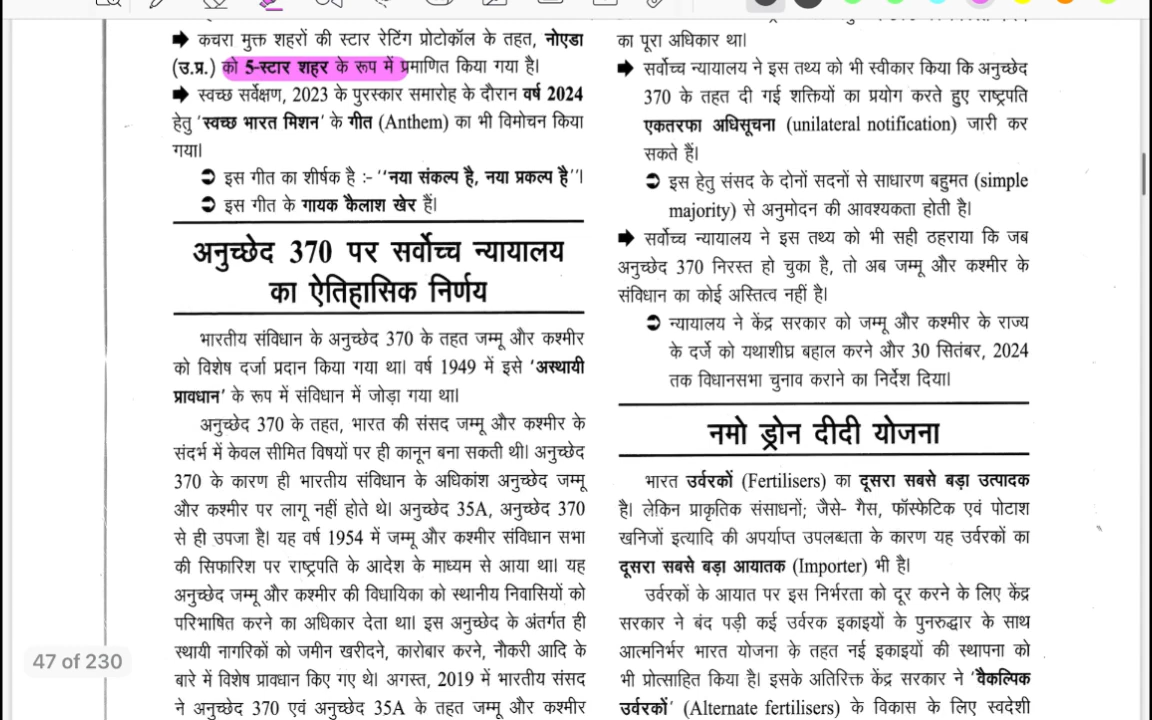 ➡ कचरा मुक्त शहरों की स्टार रेटिंग प्रोटोकॉल के तहत, नोएडा
(उ.प्र.) को 5-स्टार शहर के रूप में प्रमाणित किया गया है।
➡ स्वच्छ सर्वेक्षण, 2023 के पुरस्कार समारोह के दौरान वर्ष 2024
हेतु 'स्वच्छ भारत मिशन' के गीत (Anthem) का भी विमोचन किया
गया।
➲ इस गीत का शीर्षक है :- ''नया संकल्प है, नया प्रकल्प है''।
➲ इस गीत के गायक कैलाश खेर हैं।
अनुच्छेद 370 पर सर्वोच्च न्यायालय
का ऐतिहासिक निर्णय
भारतीय संविधान के अनुच्छेद 370 के तहत जम्मू और कश्मीर
को विशेष दर्जा प्रदान किया गया था। वर्ष 1949 में इसे 'अस्थायी
प्रावधान' के रूप में संविधान में जोड़ा गया था।
अनुच्छेद 370 के तहत, भारत की संसद जम्मू और कश्मीर के
संदर्भ में केवल सीमित विषयों पर ही कानून बना सकती थी। अनुच्छेद
370 के कारण ही भारतीय संविधान के अधिकांश अनुच्छेद जम्मू
और कश्मीर पर लागू नहीं होते थे। अनुच्छेद 35A, अनुच्छेद 370
से ही उपजा है। यह वर्ष 1954 में जम्मू और कश्मीर संविधान सभा
की सिफारिश पर राष्ट्रपति के आदेश के माध्यम से आया था। यह
अनुच्छेद जम्मू और कश्मीर की विधायिका को स्थानीय निवासियों को
परिभाषित करने का अधिकार देता था। इस अनुच्छेद के अंतर्गत ही
स्थायी नागरिकों को जमीन खरीदने, कारोबार करने, नौकरी आदि के
बारे में विशेष प्रावधान किए गए थे। अगस्त, 2019 में भारतीय संसद
ने अनुच्छेद 370 एवं अनुच्छेद 35A के तहत जम्मू और कश्मीर
का पूरा अधिकार था।
➡ सर्वोच्च न्यायालय ने इस तथ्य को भी स्वीकार किया कि अनुच्छेद
370 के तहत दी गई शक्तियों का प्रयोग करते हुए राष्ट्रपति
एकतरफा अधिसूचना (unilateral notification) जारी कर
सकते हैं।
➲ इस हेतु संसद के दोनों सदनों से साधारण बहुमत (simple
majority) से अनुमोदन की आवश्यकता होती है।
➡ सर्वोच्च न्यायालय ने इस तथ्य को भी सही ठहराया कि जब
अनुच्छेद 370 निरस्त हो चुका है, तो अब जम्मू और कश्मीर के
संविधान का कोई अस्तित्व नहीं है।
➲ न्यायालय ने केंद्र सरकार को जम्मू और कश्मीर के राज्य
के दर्जे को यथाशीघ्र बहाल करने और 30 सितंबर, 2024
तक विधानसभा चुनाव कराने का निर्देश दिया।
नमो ड्रोन दीदी योजना
भारत उर्वरकों (Fertilisers) का दूसरा सबसे बड़ा उत्पादक
है। लेकिन प्राकृतिक संसाधनों; जैसे- गैस, फॉस्फेटिक एवं पोटाश
खनिजों इत्यादि की अपर्याप्त उपलब्धता के कारण यह उर्वरकों का
दूसरा सबसे बड़ा आयातक (Importer) भी है।
उर्वरकों के आयात पर इस निर्भरता को दूर करने के लिए केंद्र
सरकार ने बंद पड़ी कई उर्वरक इकाइयों के पुनरुद्धार के साथ
आत्मनिर्भर भारत योजना के तहत नई इकाइयों की स्थापना को
भी प्रोत्साहित किया है। इसके अतिरिक्त केंद्र सरकार ने 'वैकल्पिक
उर्वरकों' (Alternate fertilisers) के विकास के लिए स्वदेशी
47 of 230